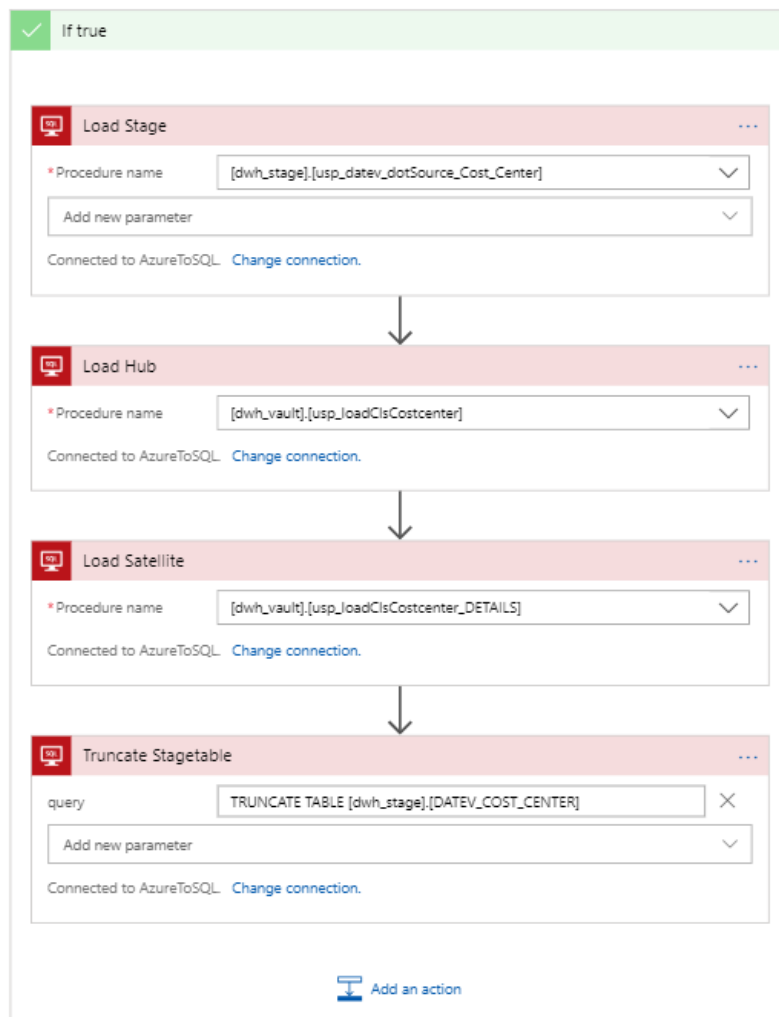 If true
Load Stage
*Procedure name [dwh_stage].[usp_datev_dotSource_Cost_Center]
Add new parameter
Connected to AzureToSQL. Change connection.
Load Hub
*Procedure name [dwh_vault].[usp_loadClsCostcenter]
Connected to AzureToSQL. Change connection.
Load Satellite
*Procedure name [dwh_vault].[usp_loadClsCostcenter_DETAILS]
Connected to AzureToSQL. Change connection.
Truncate Stagetable
query TRUNCATE TABLE [dwh_stage].[DATEV_COST_CENTER]
Add new parameter
Connected to AzureToSQL. Change connection.
Add an action